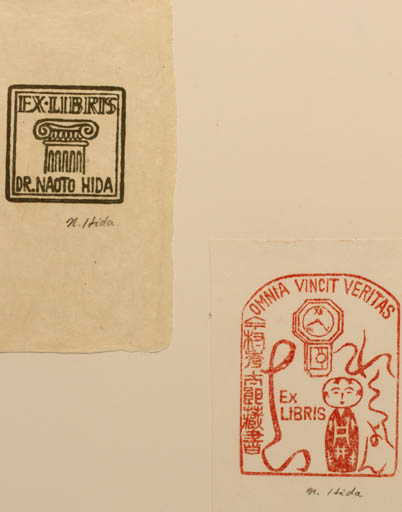 EX·LIBRIS
DR. NAOTO HIDA
N. Hida
OMNIA VINCIT VERITAS
EX
LIBRIS
N. Hida